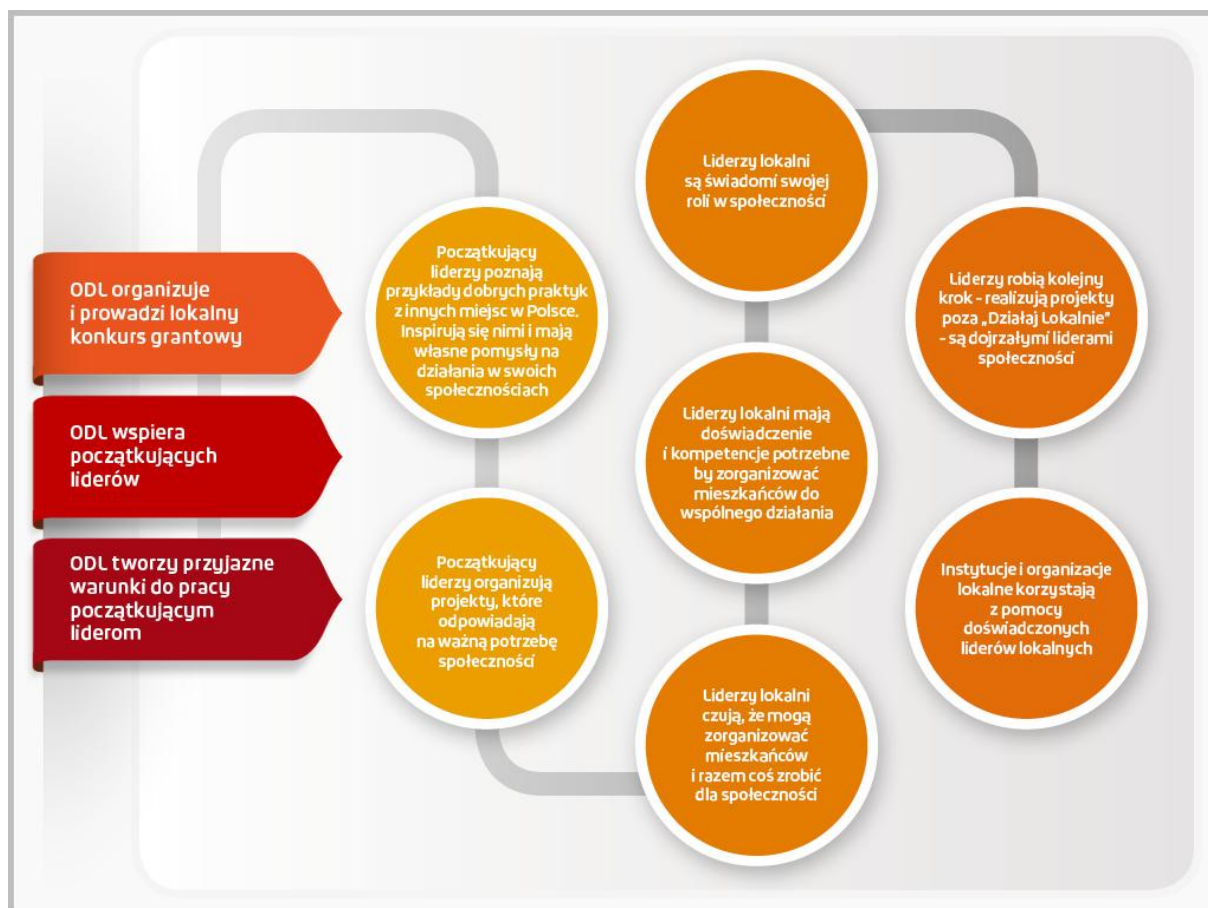 ODL organizuje
i prowadzi lokalny
konkurs grantowy
ODL wspiera
początkujących
liderów
ODL tworzy przyjazne
warunki do pracy
początkującym
liderom
Początkujący
liderzy poznają
przykłady dobrych praktyk
z innych miejsc w Polsce.
Inspirują się nimi i mają
własne pomysły na
działania w swoich
społecznościach
Początkujący
liderzy organizują
projekty, które
odpowiadają
na ważną potrzebę
społeczności
Liderzy lokalni
czują, że mogą
zorganizować
mieszkańców
i razem coś zrobić
dla społeczności
Liderzy lokalni mają
doświadczenie
i kompetencje potrzebne
by zorganizować
mieszkańców do
wspólnego działania
Liderzy lokalni
są świadomi swojej
roli w społeczności
Liderzy robią kolejny
krok - realizują projekty
poza „Działaj Lokalnie”
- są dojrzałymi liderami
społeczności
Instytucje i organizacje
lokalne korzystają
z pomocy
doświadczonych
liderów lokalnych